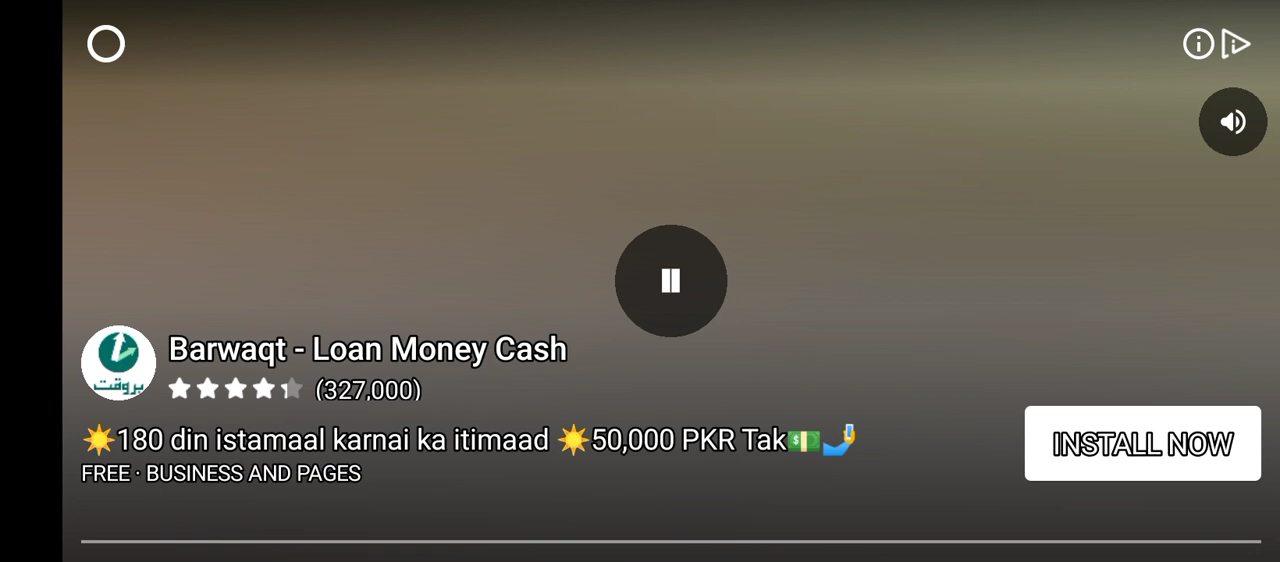 Barwaqt - Loan Money Cash
بروقت
(327,000)
☀️180 din istamaal karnai ka itimaad ☀️50,000 PKR Tak💵🤳
FREE · BUSINESS AND PAGES
INSTALL NOW